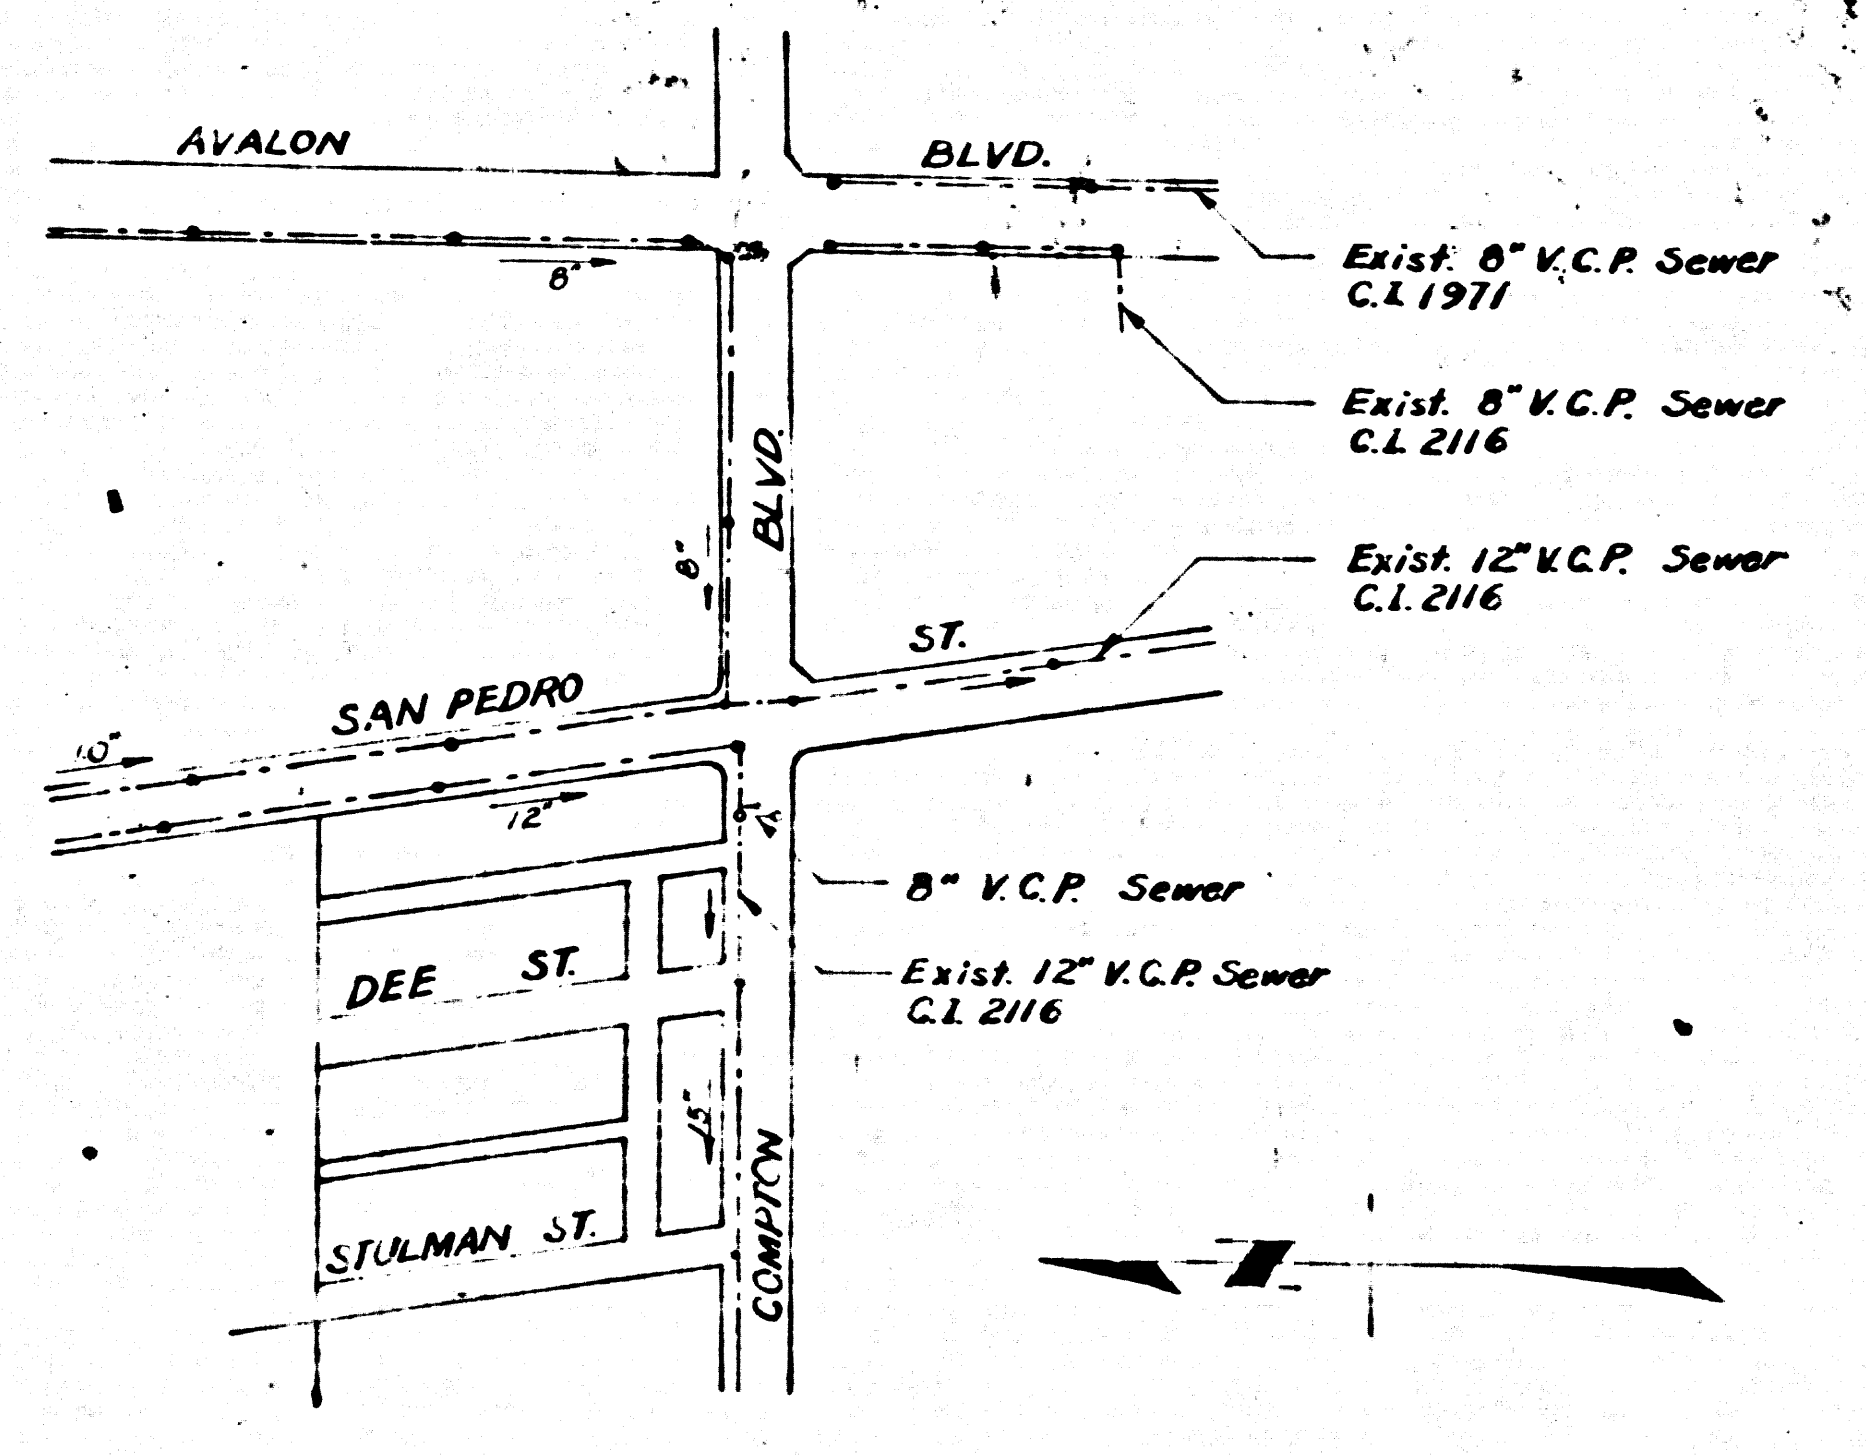 AVALON BLVD.
8"
Exist. 8" V.C.P. Sewer
C.I. 1971
Exist. 8" V.C.P. Sewer
C.I. 2116
BLVD.
8"
Exist. 12" V.C.P. Sewer
C.I. 2116
SAN PEDRO ST.
10"
12"
8" V.C.P. Sewer
DEE ST.
Exist. 12" V.C.P. Sewer
C.I. 2116
15"
COMPTON
STULMAN ST.